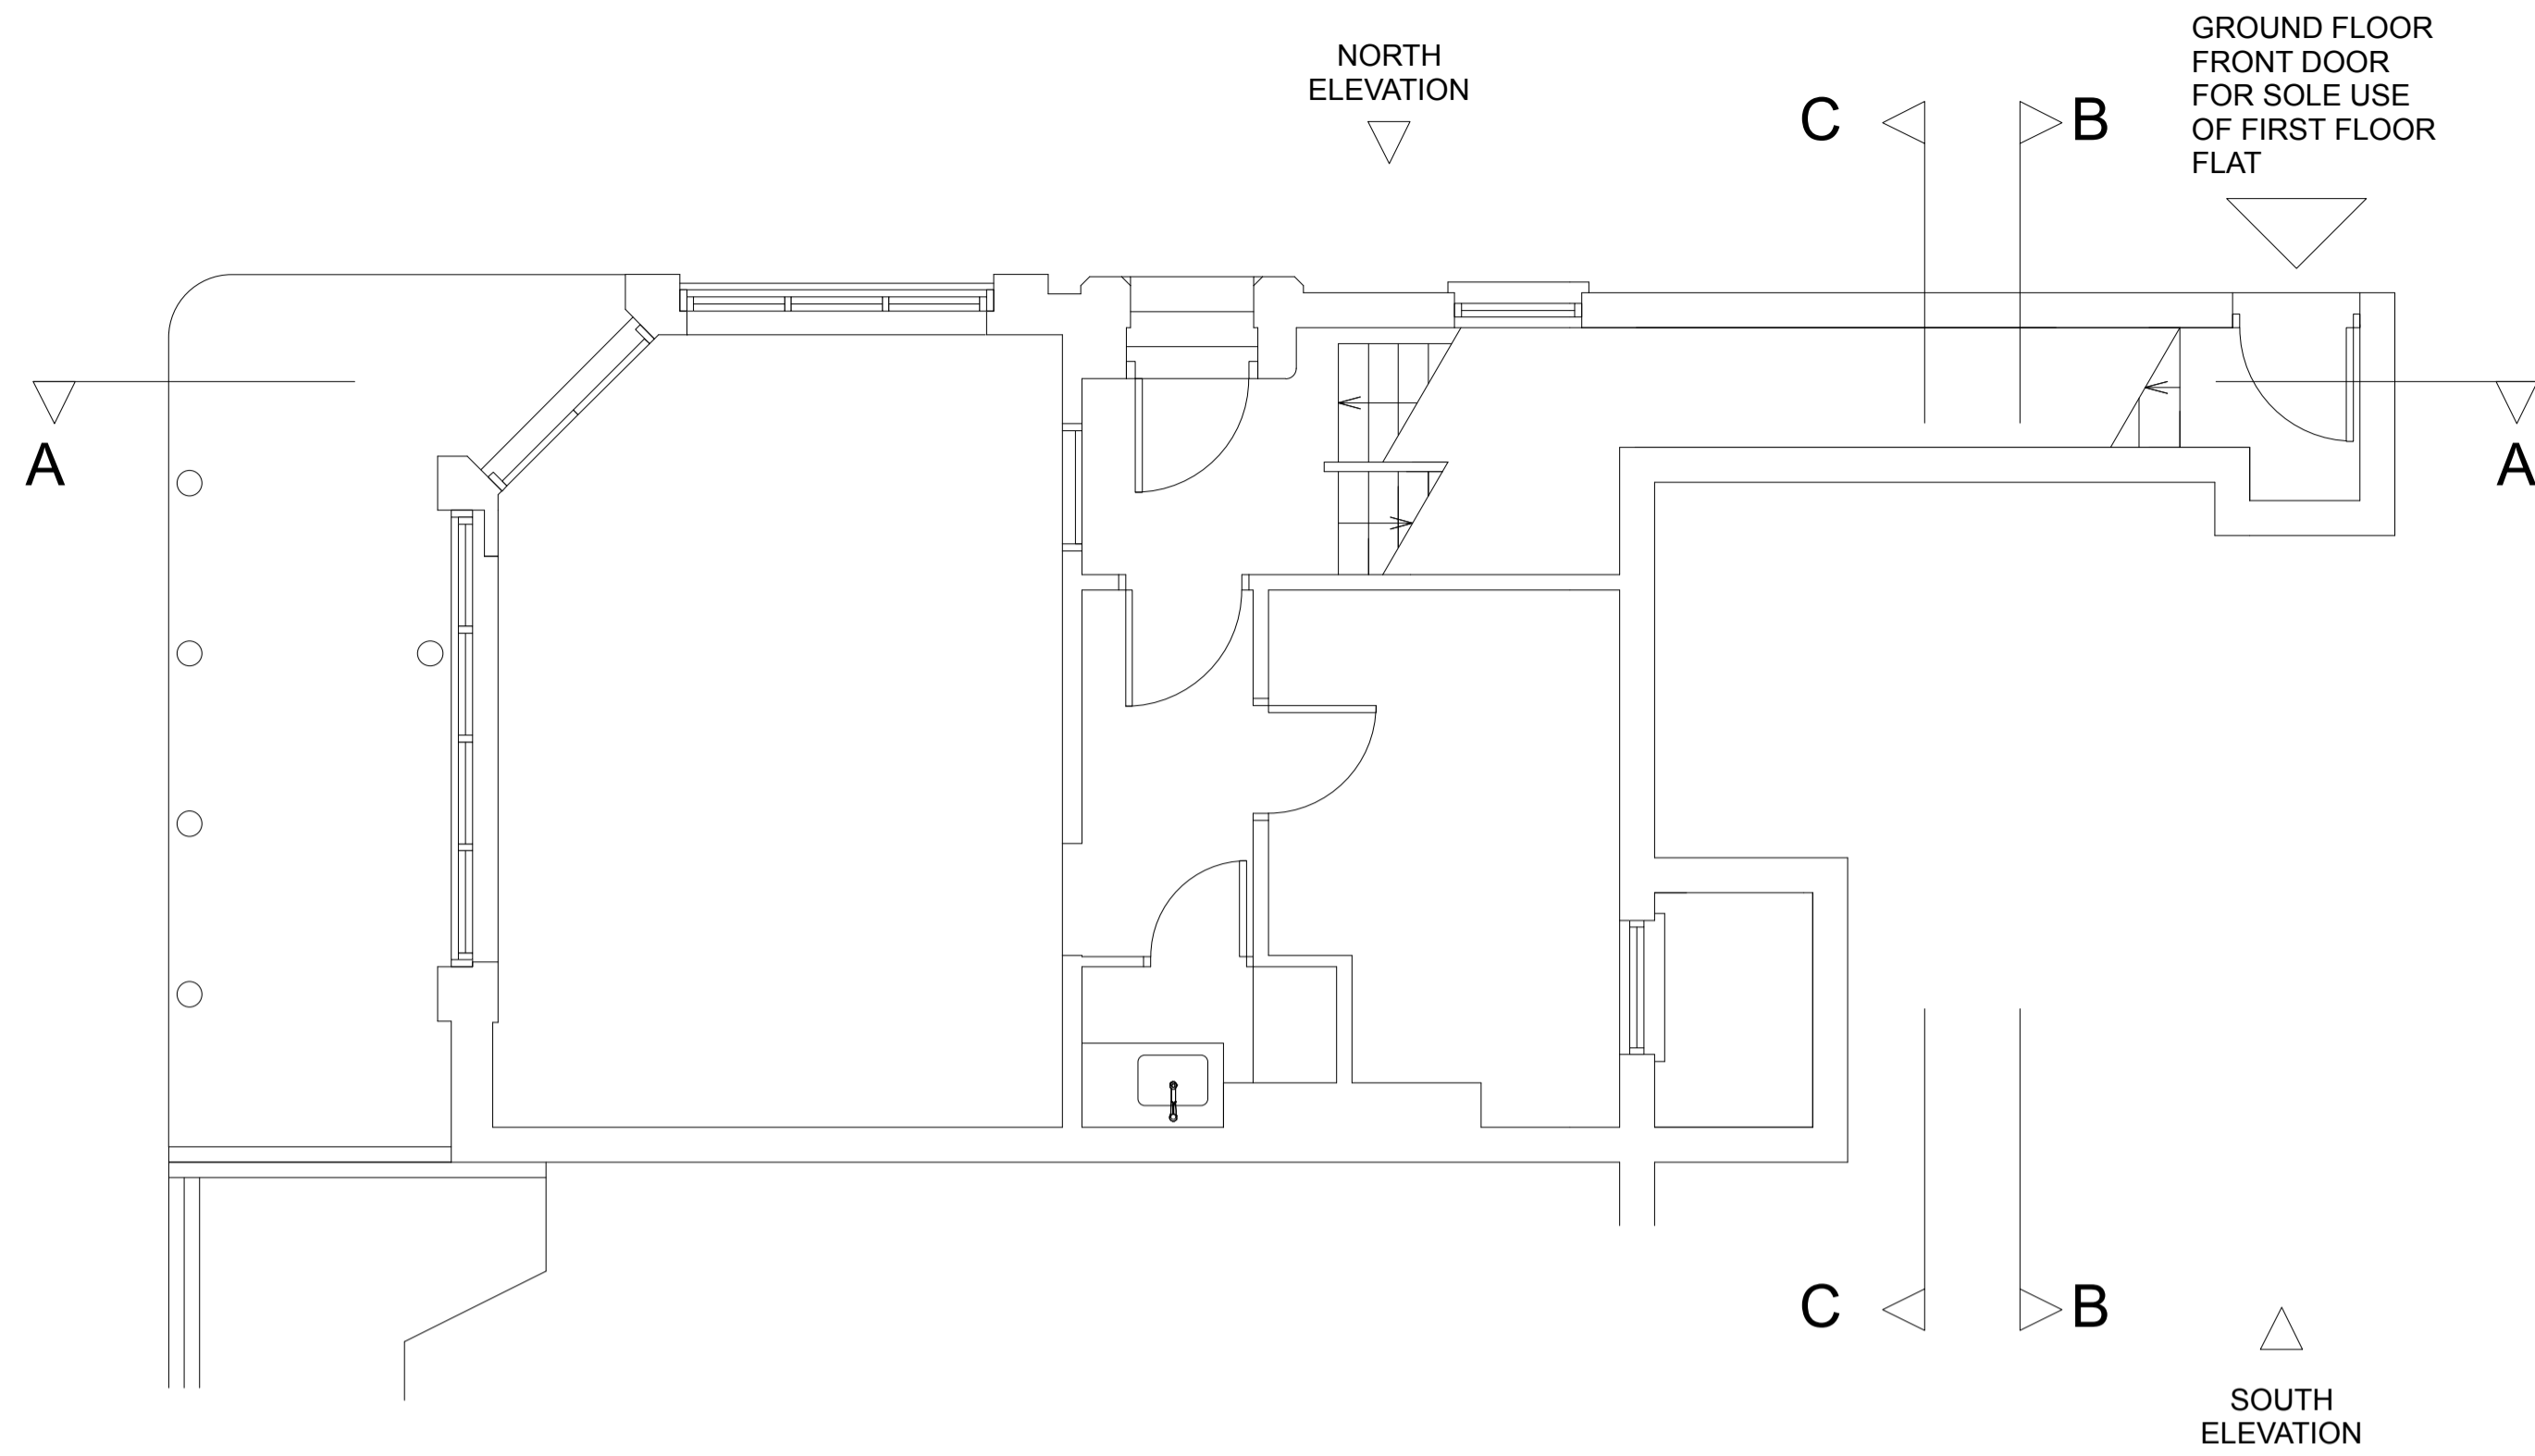 NORTH
ELEVATION
GROUND FLOOR
FRONT DOOR
FOR SOLE USE
OF FIRST FLOOR
FLAT
C
B
A
A
C
B
SOUTH
ELEVATION